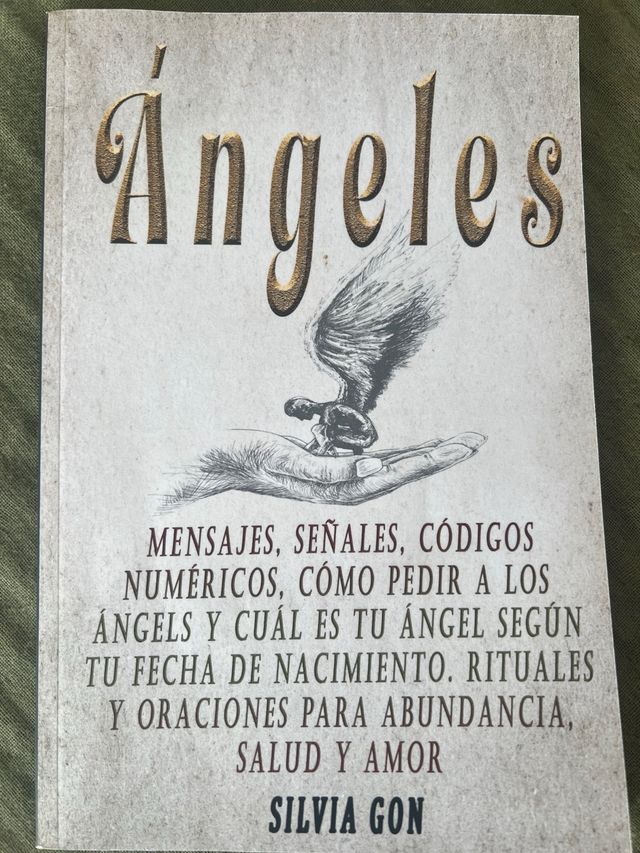 Ángeles
MENSAJES, SEÑALES, CÓDIGOS
NUMÉRICOS, CÓMO PEDIR A LOS
ÁNGELS Y CUÁL ES TU ÁNGEL SEGÚN
TU FECHA DE NACIMIENTO. RITUALES
Y ORACIONES PARA ABUNDANCIA,
SALUD Y AMOR
SILVIA GON